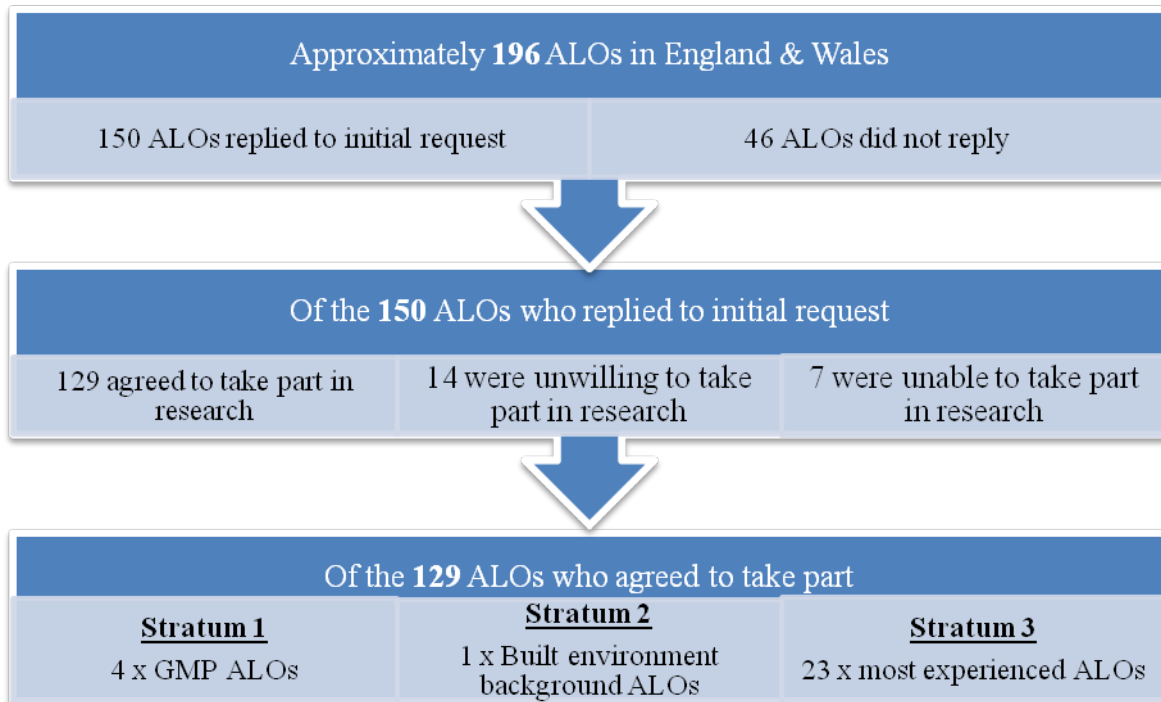 Approximately 196 ALOs in England & Wales
150 ALOs replied to initial request
46 ALOs did not reply
Of the 150 ALOs who replied to initial request
129 agreed to take part in
research
14 were unwilling to take
part in research
7 were unable to take part
in research
Of the 129 ALOs who agreed to take part
Stratum 1
4 x GMP ALOs
Stratum 2
1 x Built environment
background ALOs
Stratum 3
23 x most experienced ALOs